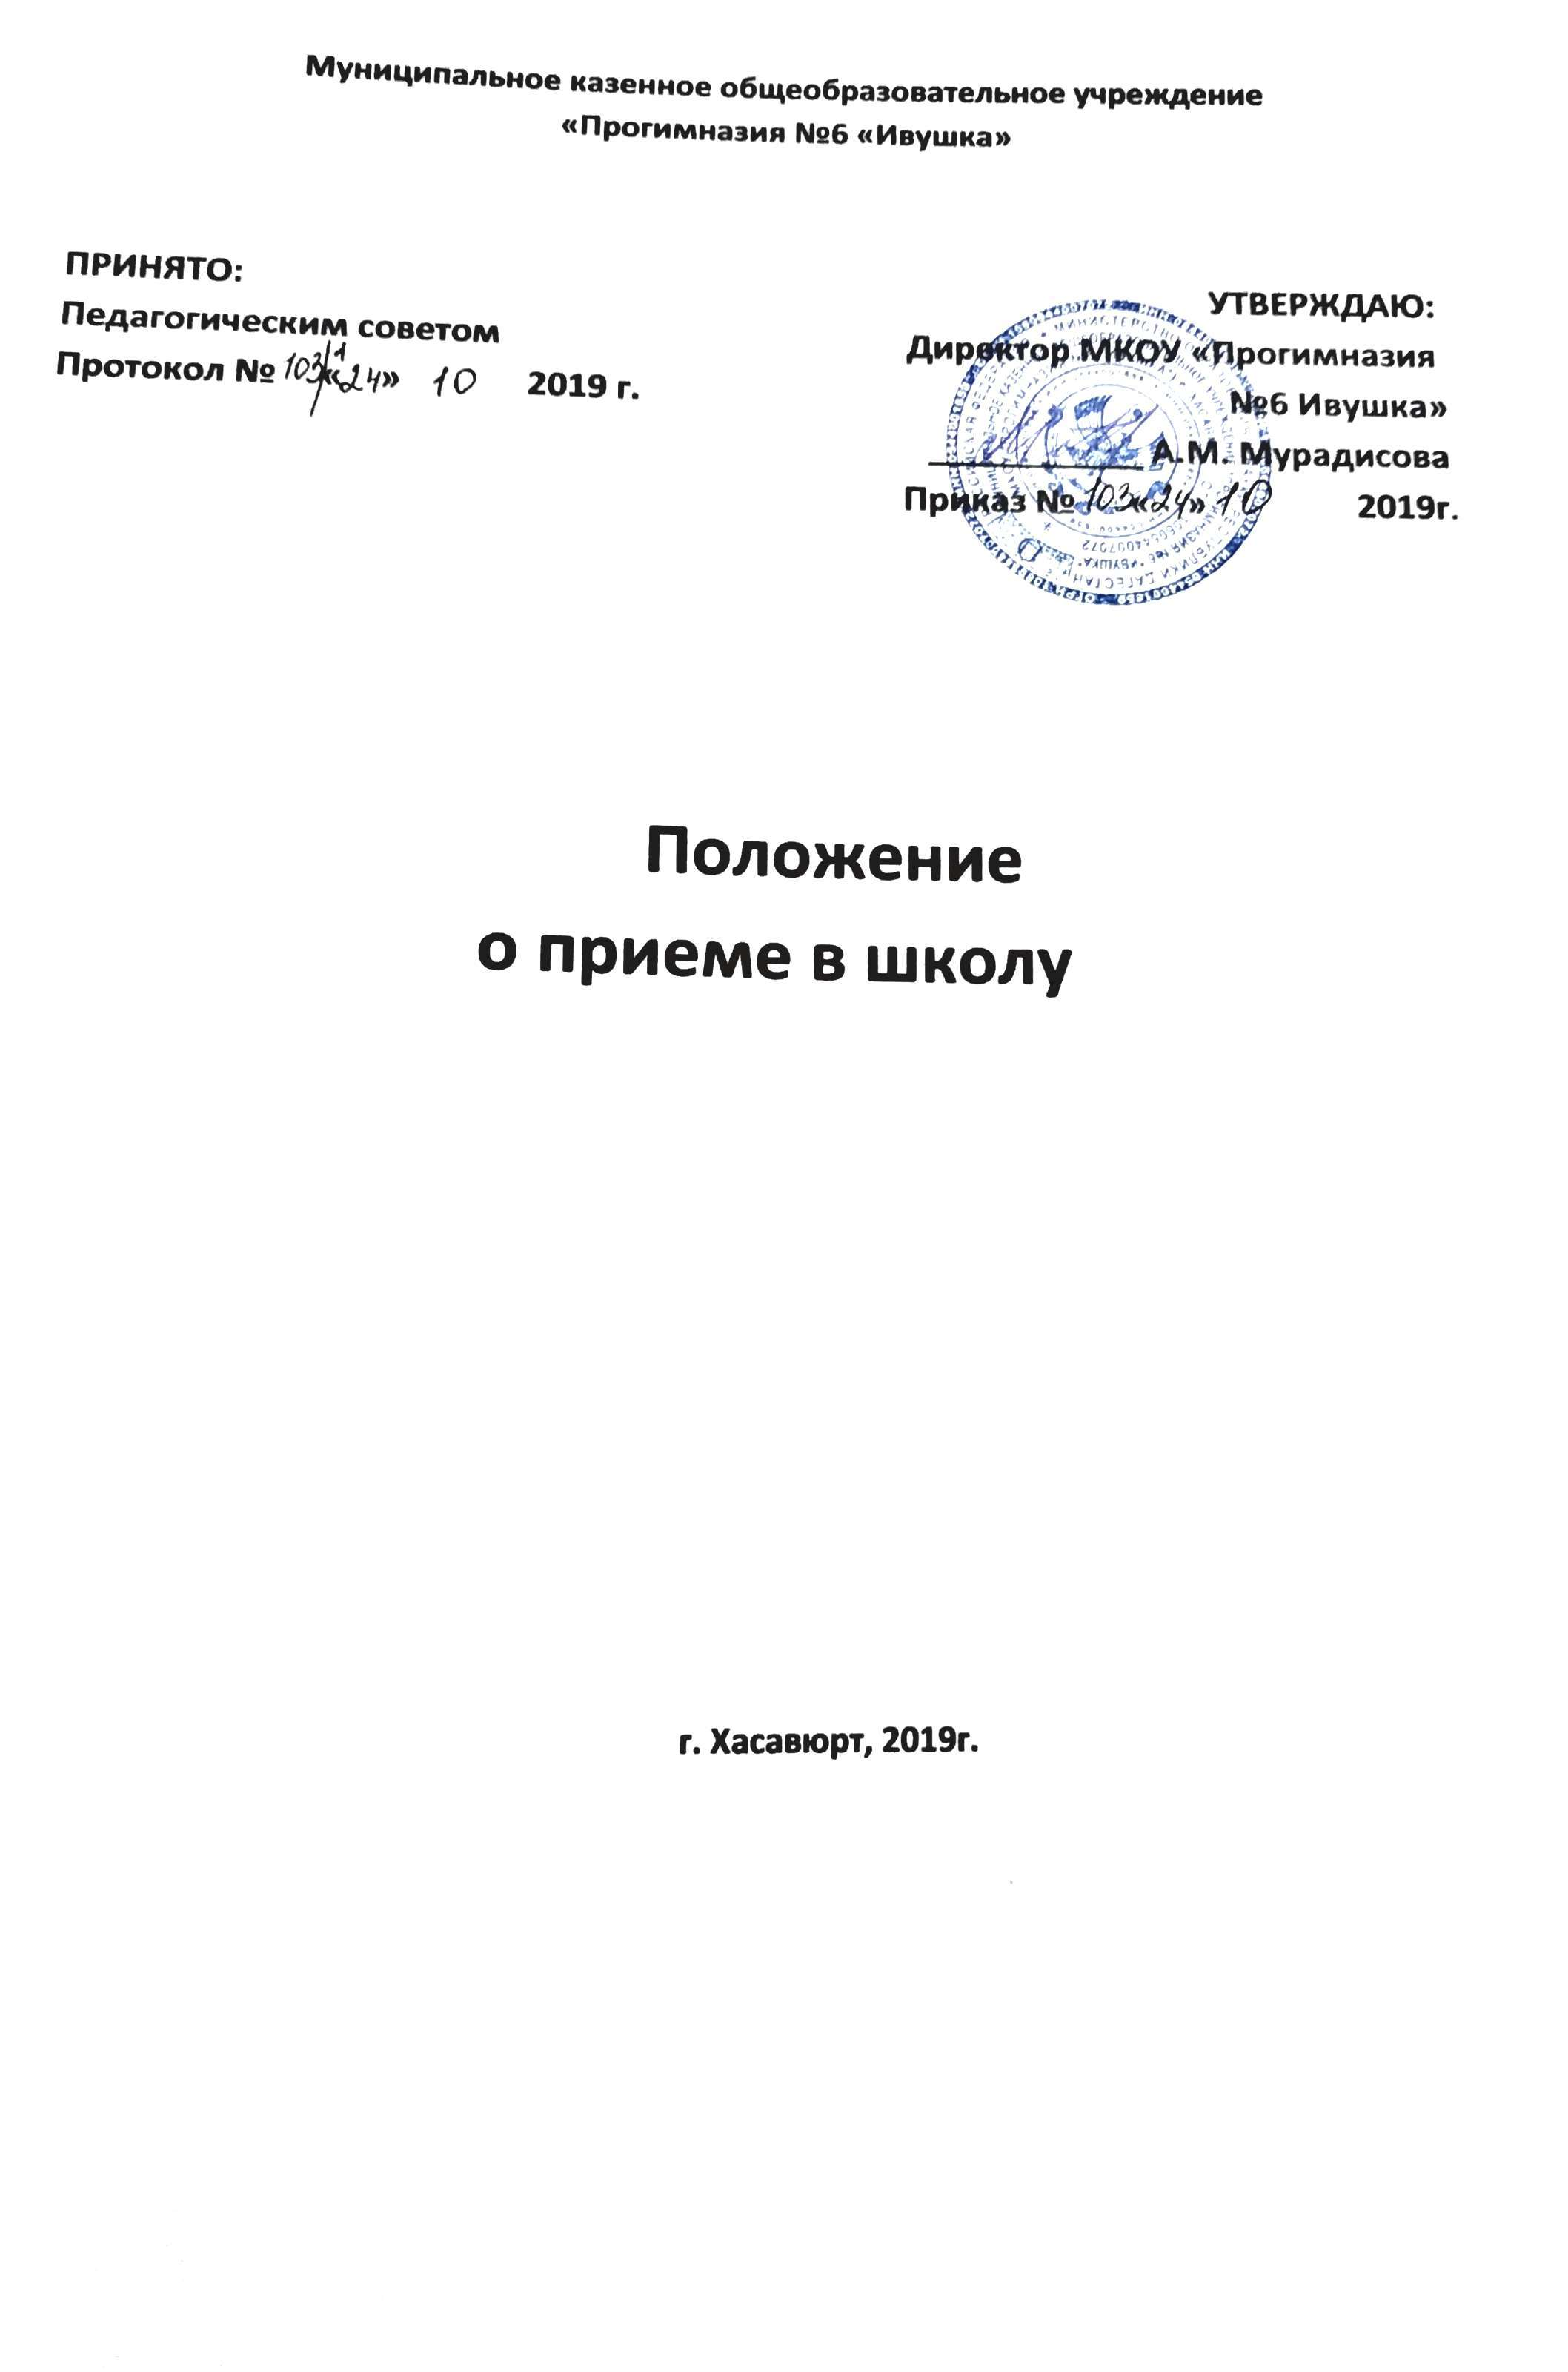 Муниципальное казенное общеобразовательное учреждение
«Прогимназия №6 «Ивушка»
ПРИНЯТО:
Педагогическим советом
Протокол № 103/1 «24» 10 2019 г.
УТВЕРЖДАЮ:
Директор МКОУ «Прогимназия
№6 Ивушка»
А.М. Мурадисова
Приказ № 103 «24» 10 2019г.
Положение
о приеме в школу
г. Хасавюрт, 2019г.